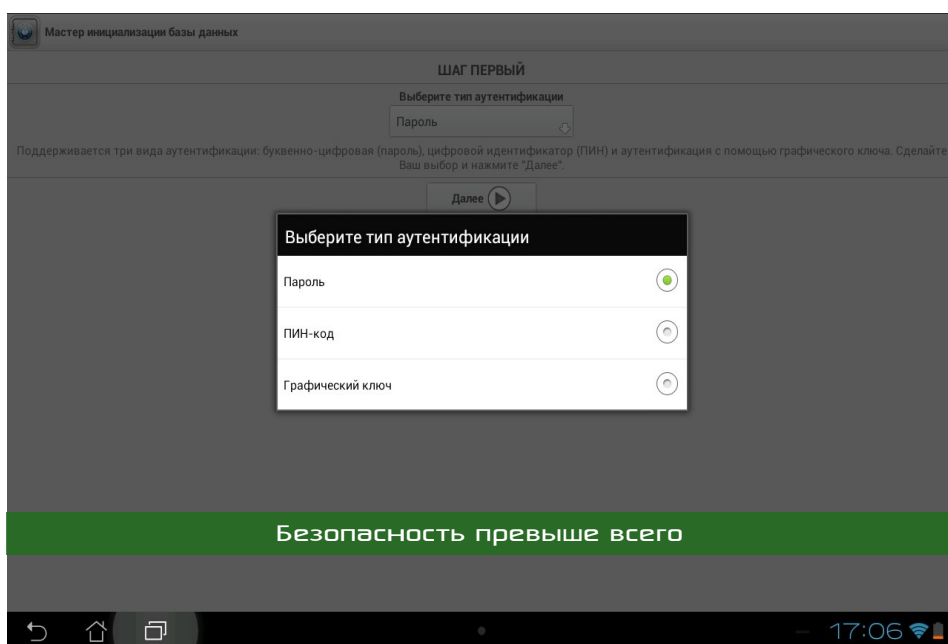 Мастер инициализации базы данных
ШАГ ПЕРВЫЙ
Выберите тип аутентификации
Пароль
Поддерживается три вида аутентификации: буквенно-цифровая (пароль), цифровой идентификатор (ПИН) и аутентификация с помощью графического ключа. Сделайте
Ваш выбор и нажмите "Далее".
Далее
Выберите тип аутентификации
Пароль
ПИН-код
Графический ключ
Безопасность превыше всего
17:06